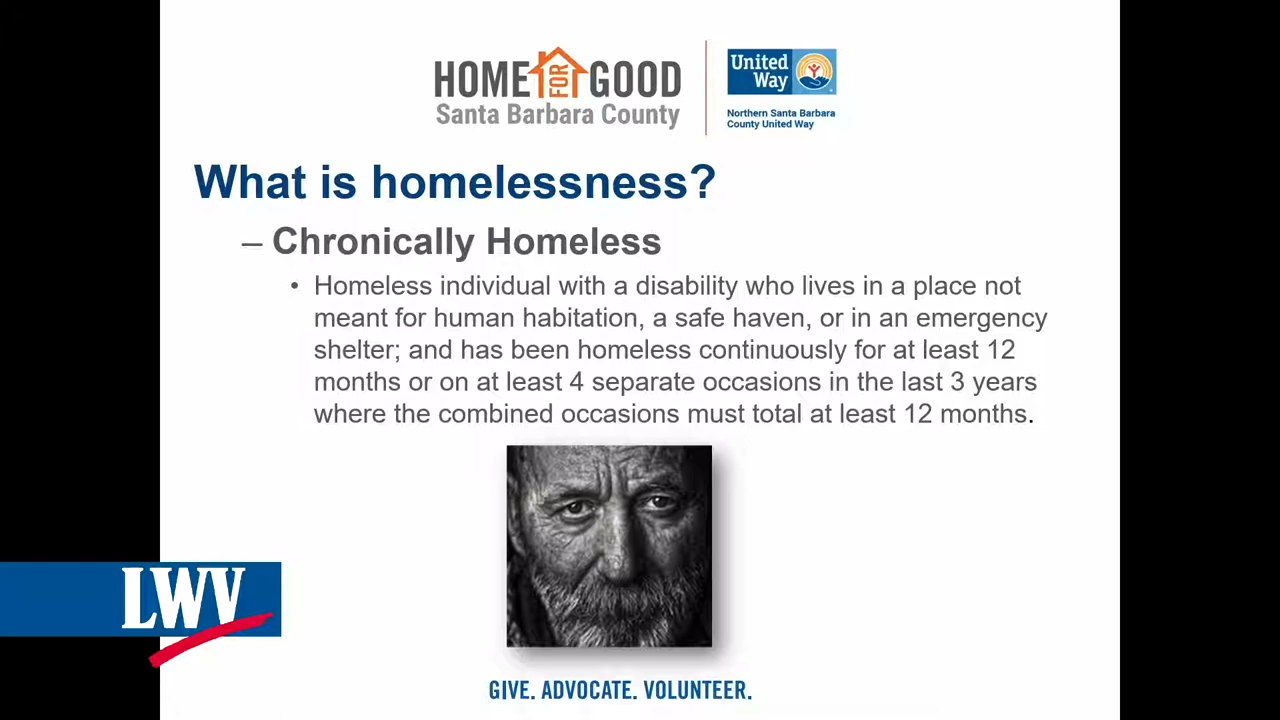 HOME FOR GOOD
Santa Barbara County
United
Way
Northern Santa Barbara
County United Way
What is homelessness?
– Chronically Homeless
• Homeless individual with a disability who lives in a place not
meant for human habitation, a safe haven, or in an emergency
shelter; and has been homeless continuously for at least 12
months or on at least 4 separate occasions in the last 3 years
where the combined occasions must total at least 12 months.
LWV
GIVE. ADVOCATE. VOLUNTEER.